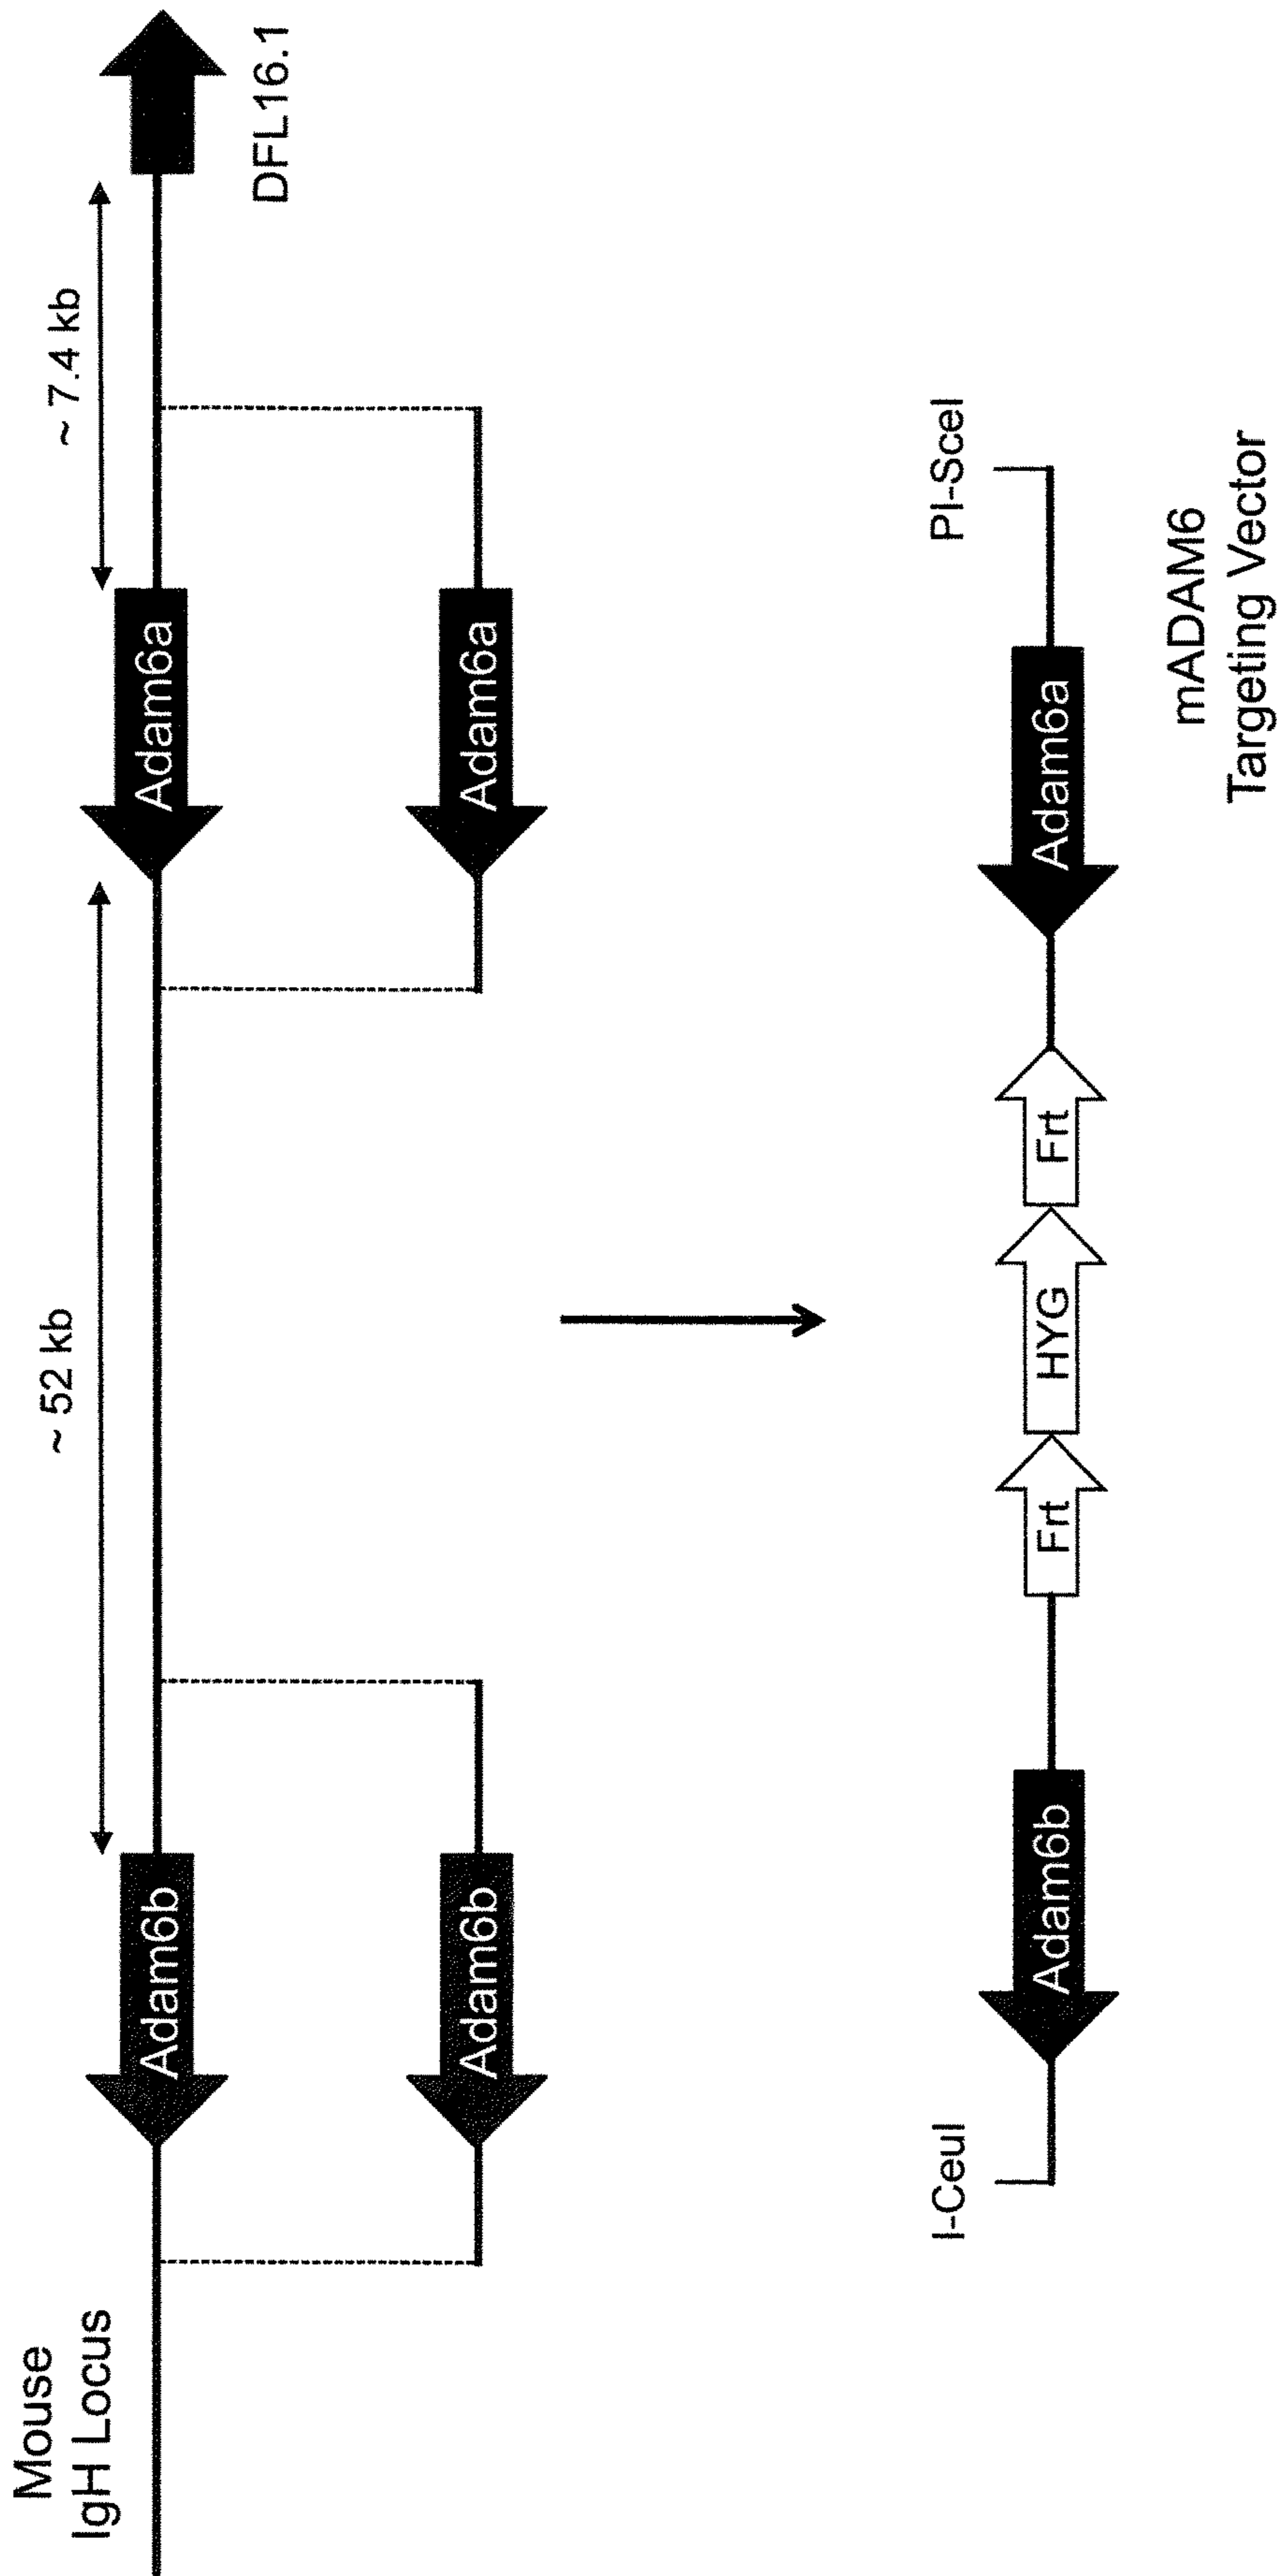 Mouse
IgH Locus
~ 52 kb
~ 7.4 kb
Adam6b
Adam6a
DFL16.1
Adam6b
Adam6a
I-CeuI
PI-SceI
Adam6b
Frt
HYG
Frt
Adam6a
mADAM6
Targeting Vector